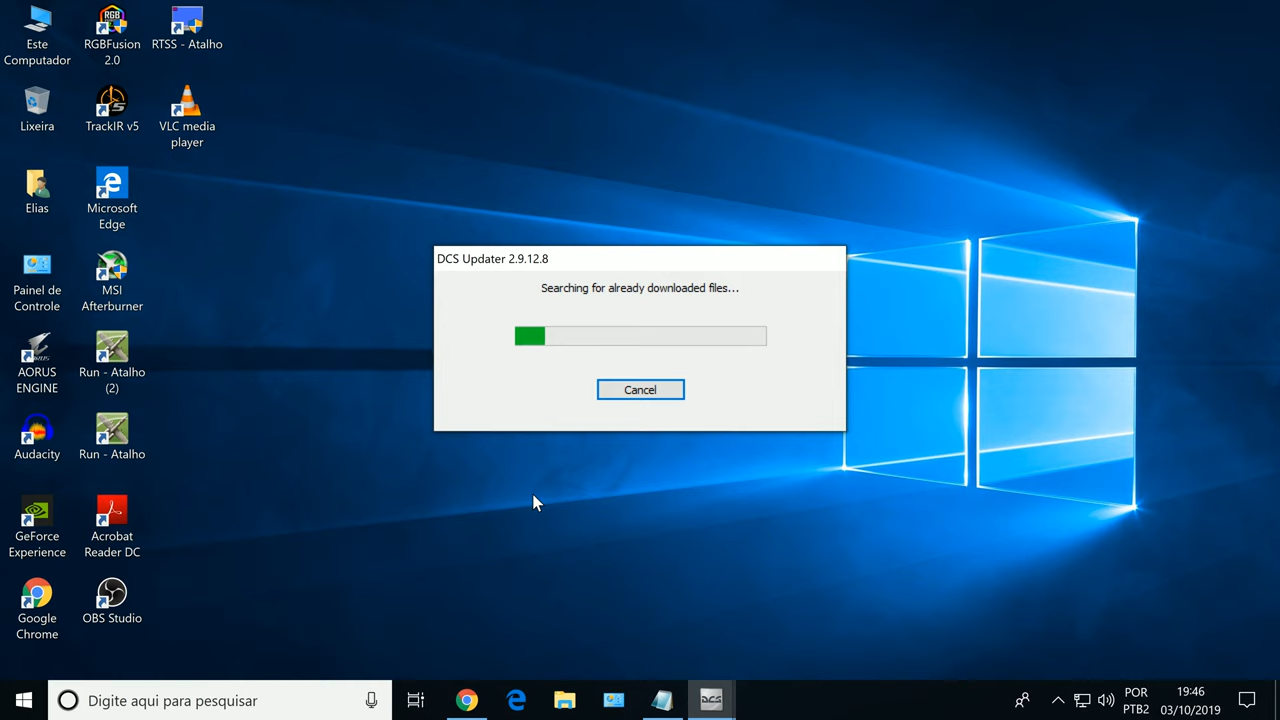 Este
Computador
RGBFusion
2.0
RTSS - Atalho
Lixeira
TrackIR v5
VLC media
player
Elias
Microsoft
Edge
Painel de
Controle
MSI
Afterburner
AORUS
ENGINE
Run - Atalho
(2)
Audacity
Run - Atalho
GeForce
Experience
Acrobat
Reader DC
Google
Chrome
OBS Studio
DCS Updater 2.9.12.8
Searching for already downloaded files...
Cancel
Digite aqui para pesquisar
DCS
POR
PTB2
19:46
03/10/2019